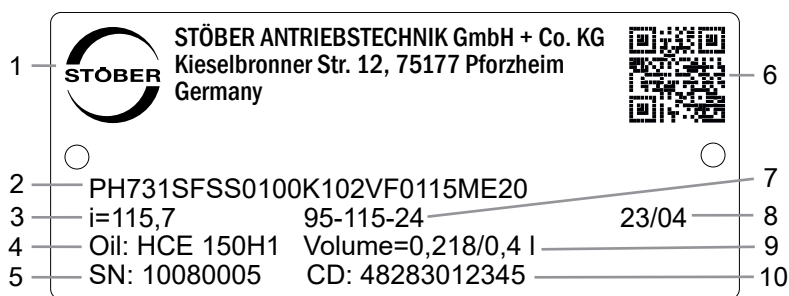 STÖBER ANTRIEBSTECHNIK GmbH + Co. KG
1 STÖBER Kieselbronner Str. 12, 75177 Pforzheim 6
Germany
2 PH731SFSS0100K102VF0115ME20 7
3 i=115,7 95-115-24 23/04 8
4 Oil: HCE 150H1 Volume=0,218/0,4 l 9
5 SN: 10080005 CD: 48283012345 10